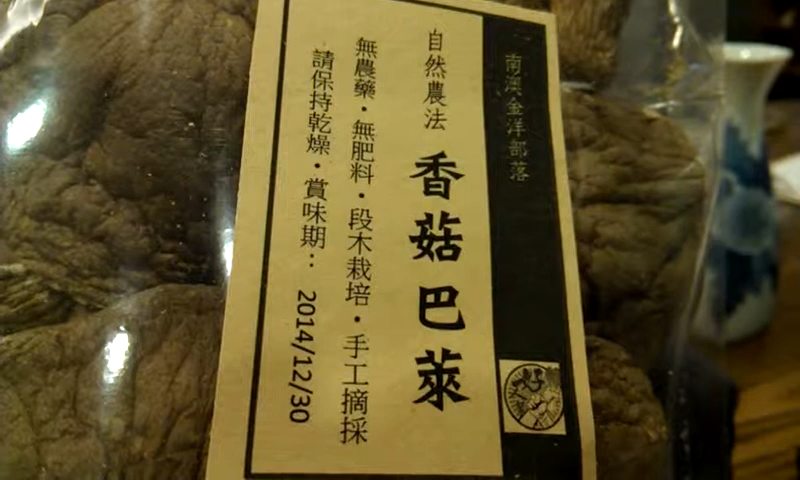 南澳金洋部落
自然農法
香菇巴萊
無農藥・無肥料・段木栽培・手工摘採
請保持乾燥・賞味期：2014/12/30